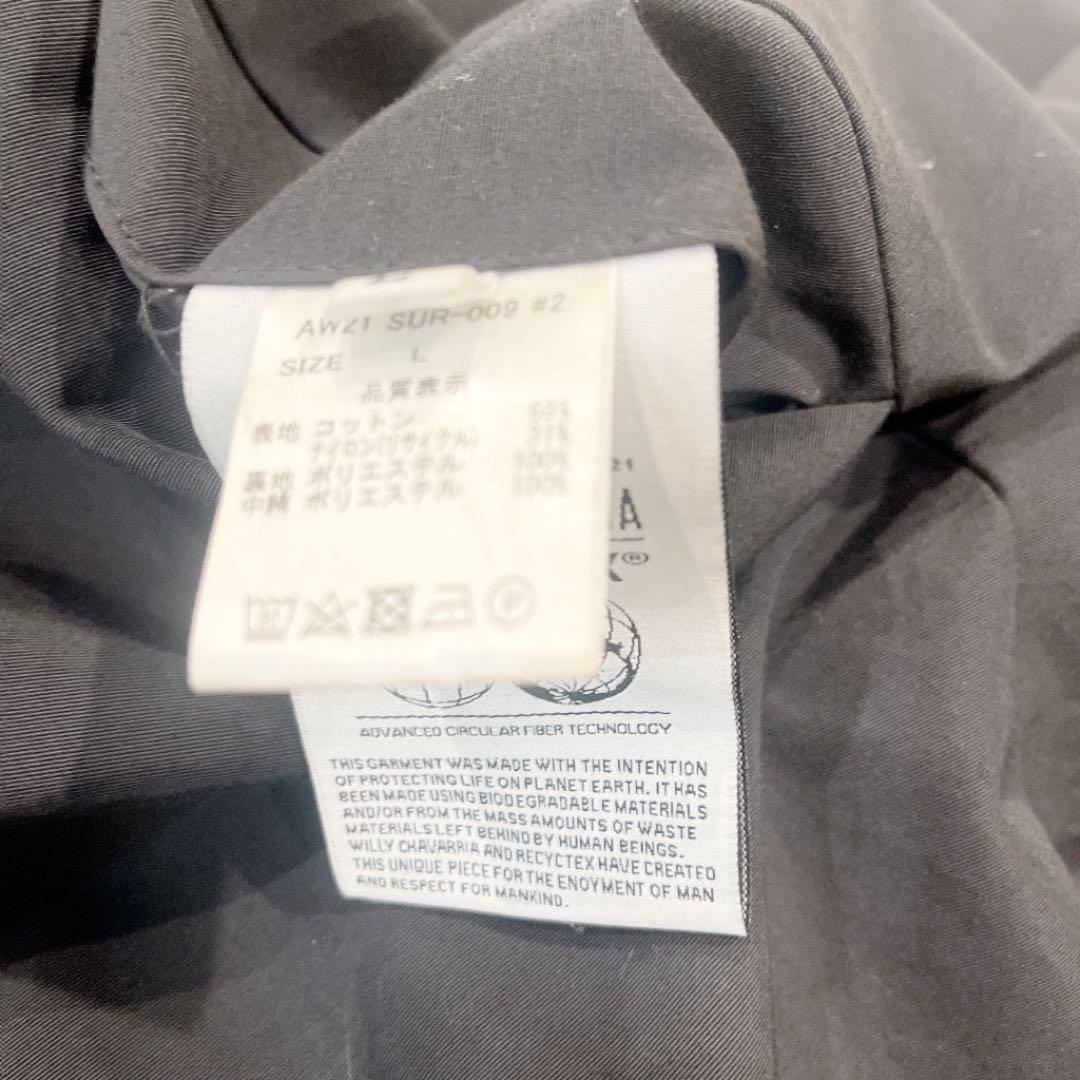 AW21 SUR-009 #2
SIZE L
品質表示
表地 コットン
ナイロン(リサイクル) 31%
裏地 ポリエステル 100%
中綿 ポリエステル 100%
21
A
X®
ADVANCED CIRCULAR FIBER TECHNOLOGY
THIS GARMENT WAS MADE WITH THE INTENTION
OF PROTECTING LIFE ON PLANET EARTH. IT HAS
BEEN MADE USING BIODEGRADABLE MATERIALS
AND/OR FROM THE MASS AMOUNTS OF WASTE
MATERIALS LEFT BEHIND BY HUMAN BEINGS.
WILLY CHAVARRIA AND RECYCTEX HAVE CREATED
THIS UNIQUE PIECE FOR THE ENOYMENT OF MAN
AND RESPECT FOR MANKIND.